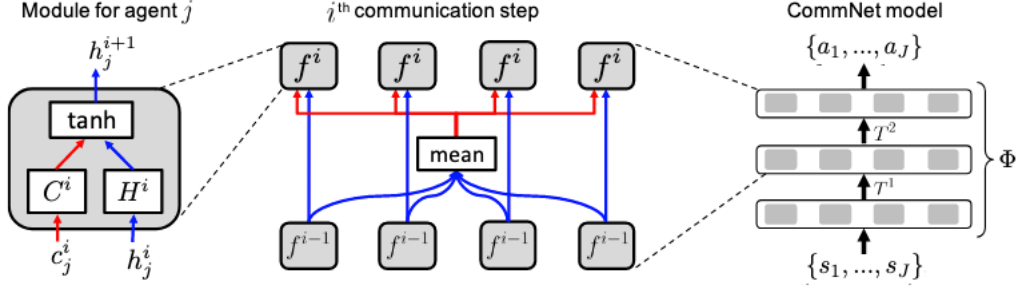 Module for agent j
h_j^{i+1}
tanh
C^i
H^i
c_j^i
h_j^i
i^{th} communication step
f^i
f^i
f^i
f^i
mean
f^{i-1}
f^{i-1}
f^{i-1}
f^{i-1}
CommNet model
{a_1, ..., a_J}
T^2
T^1
Φ
{s_1, ..., s_J}